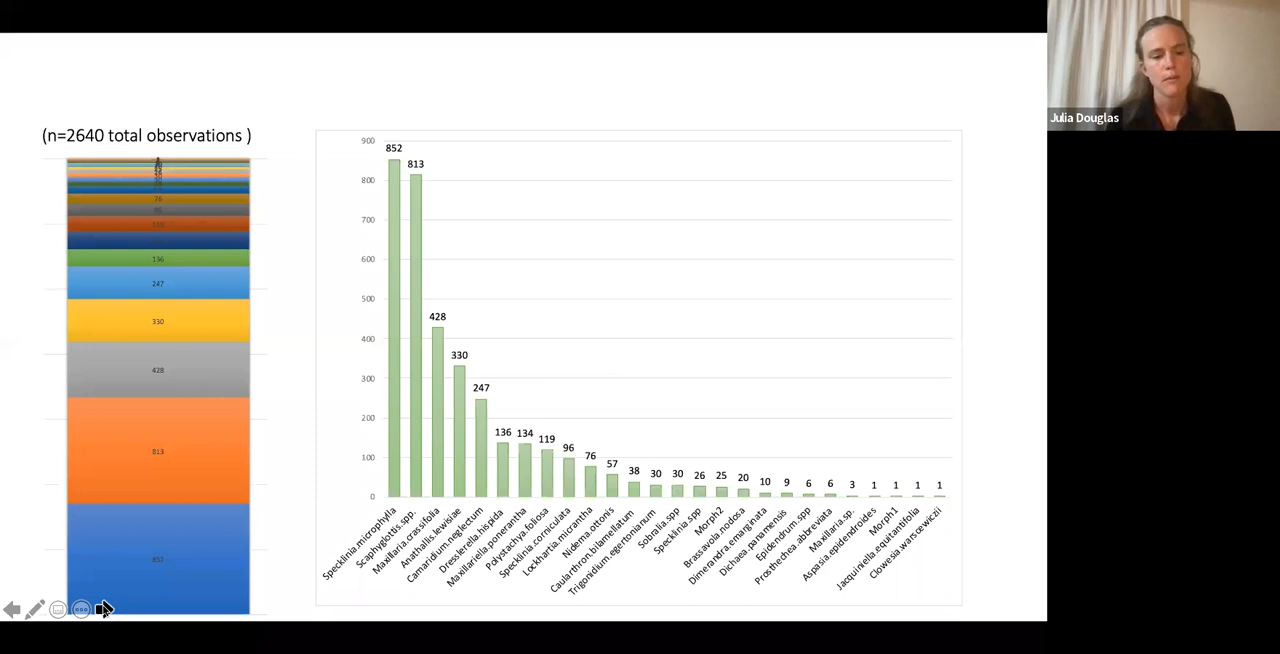 Julia Douglas
(n=2640 total observations )
76
136
247
330
428
813
852
900
800
700
600
500
400
300
200
100
0
852
813
428
330
247
136
134
119
96
76
57
38
30
30
26
25
20
10
9
6
6
3
1
1
1
1
Specklinia.microphylla
Scaphyglottis.spp.
Maxillaria.crassifolia
Anathallis.lewisiae
Camaridium.neglectum
Dresslerella.hispida
Maxillariella.ponerantha
Polystachya.foliosa
Specklinia.corniculata
Lockhartia.micrantha
Nidema.ottonis
Caularthron.bilamellatum
Trigonidium.egertonianum
Sobralia.spp
Specklinia.spp
Morph2
Brassavola.nodosa
Dimerandra.emarginata
Dichaea.panamensis
Epidendrum.spp
Prosthechea.abbreviata
Maxillaria.sp.
Aspasia.epidendroides
Morph1
Jacquiniella.equitantifolia
Clowesia.warscewiczii